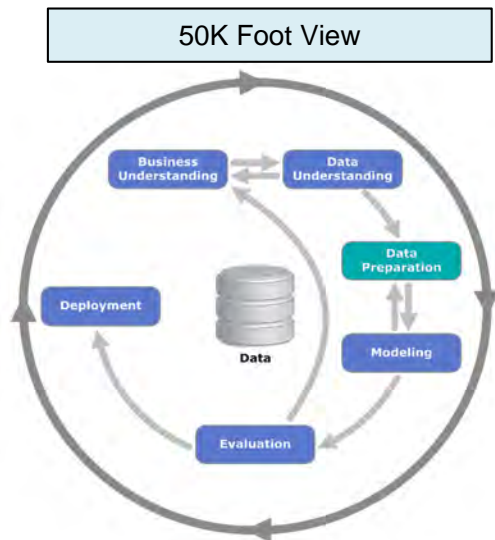 50K Foot View
Business
Understanding
Data
Understanding
Data
Preparation
Deployment
Data
Modeling
Evaluation